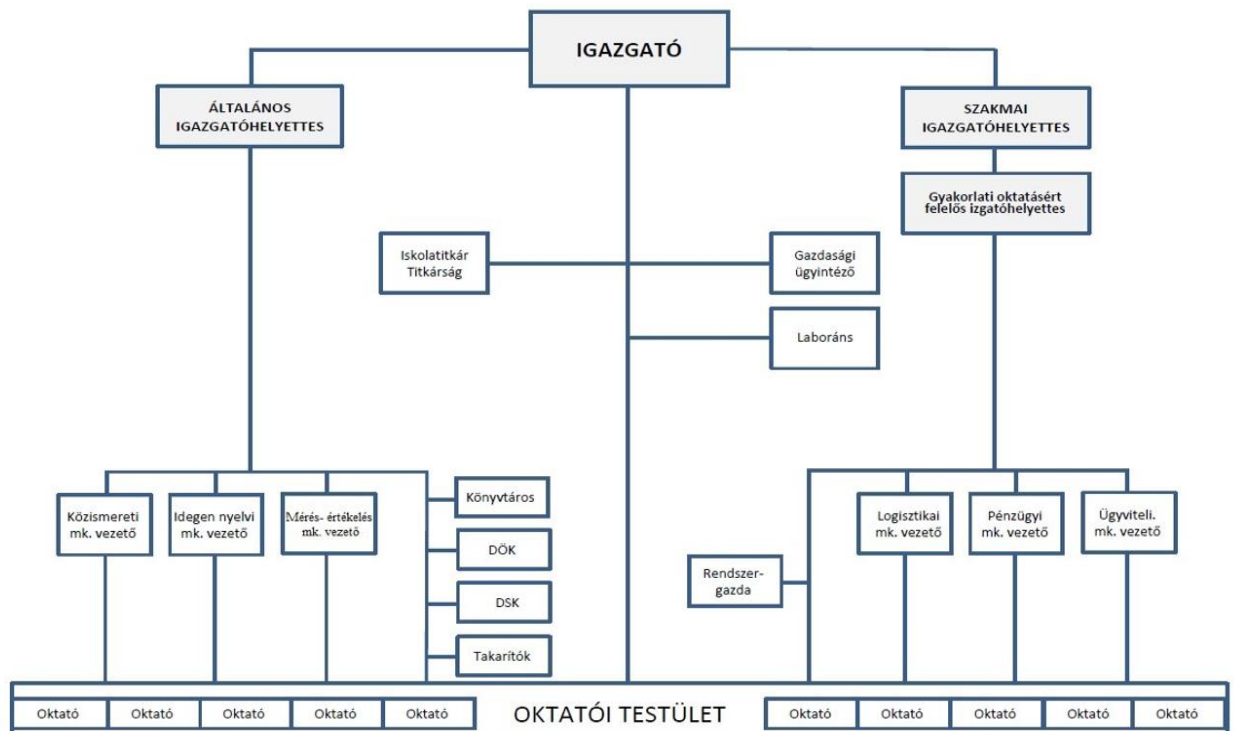 IGAZGATÓ
ÁLTALÁNOS
IGAZGATÓHELYETTES
SZAKMAI
IGAZGATÓHELYETTES
Gyakorlati oktatásért
felelős izgatóhelyettes
Iskolatitkár
Titkárság
Gazdasági
ügyintéző
Laboráns
Közismereti
mk. vezető
Idegen nyelvi
mk. vezető
Mérés- értékelés
mk. vezető
Könyvtáros
DÖK
DSK
Takarítók
Rendszer-
gazda
Logisztikai
mk. vezető
Pénzügyi
mk. vezető
Ügyviteli.
mk. vezető
Oktató Oktató Oktató Oktató Oktató OKTATÓI TESTÜLET Oktató Oktató Oktató Oktató Oktató